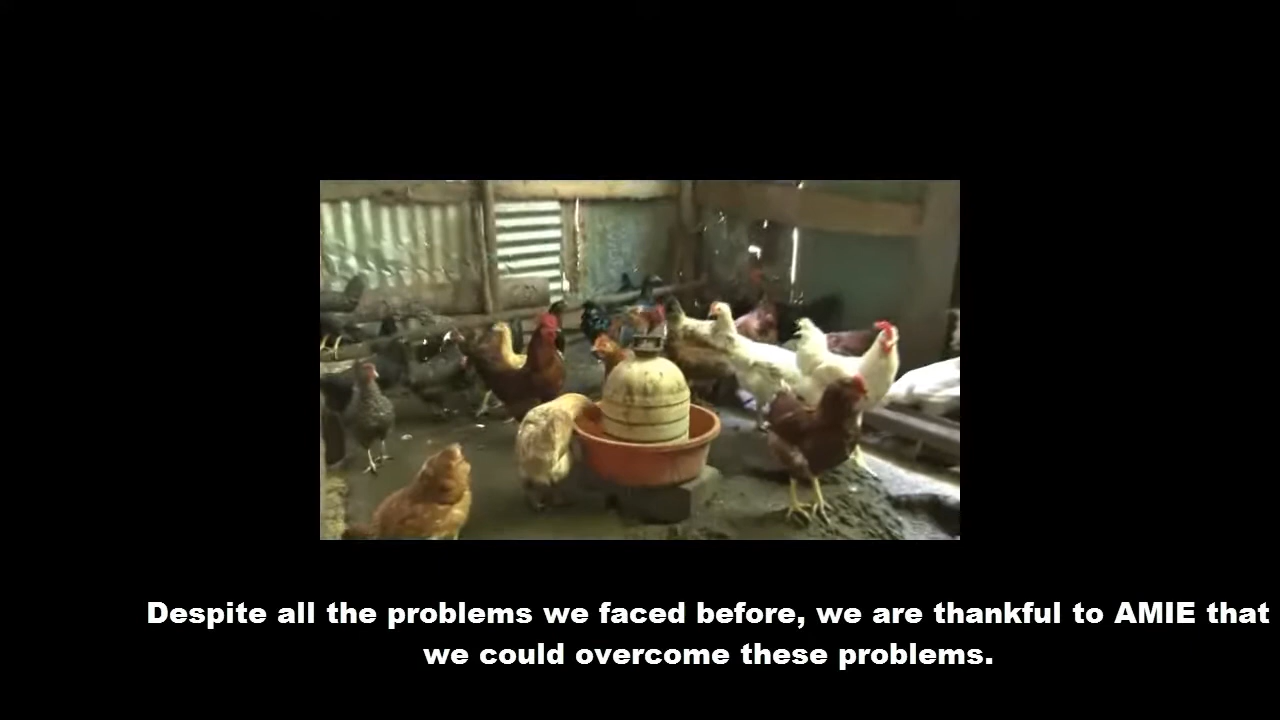 Despite all the problems we faced before, we are thankful to AMIE that
we could overcome these problems.